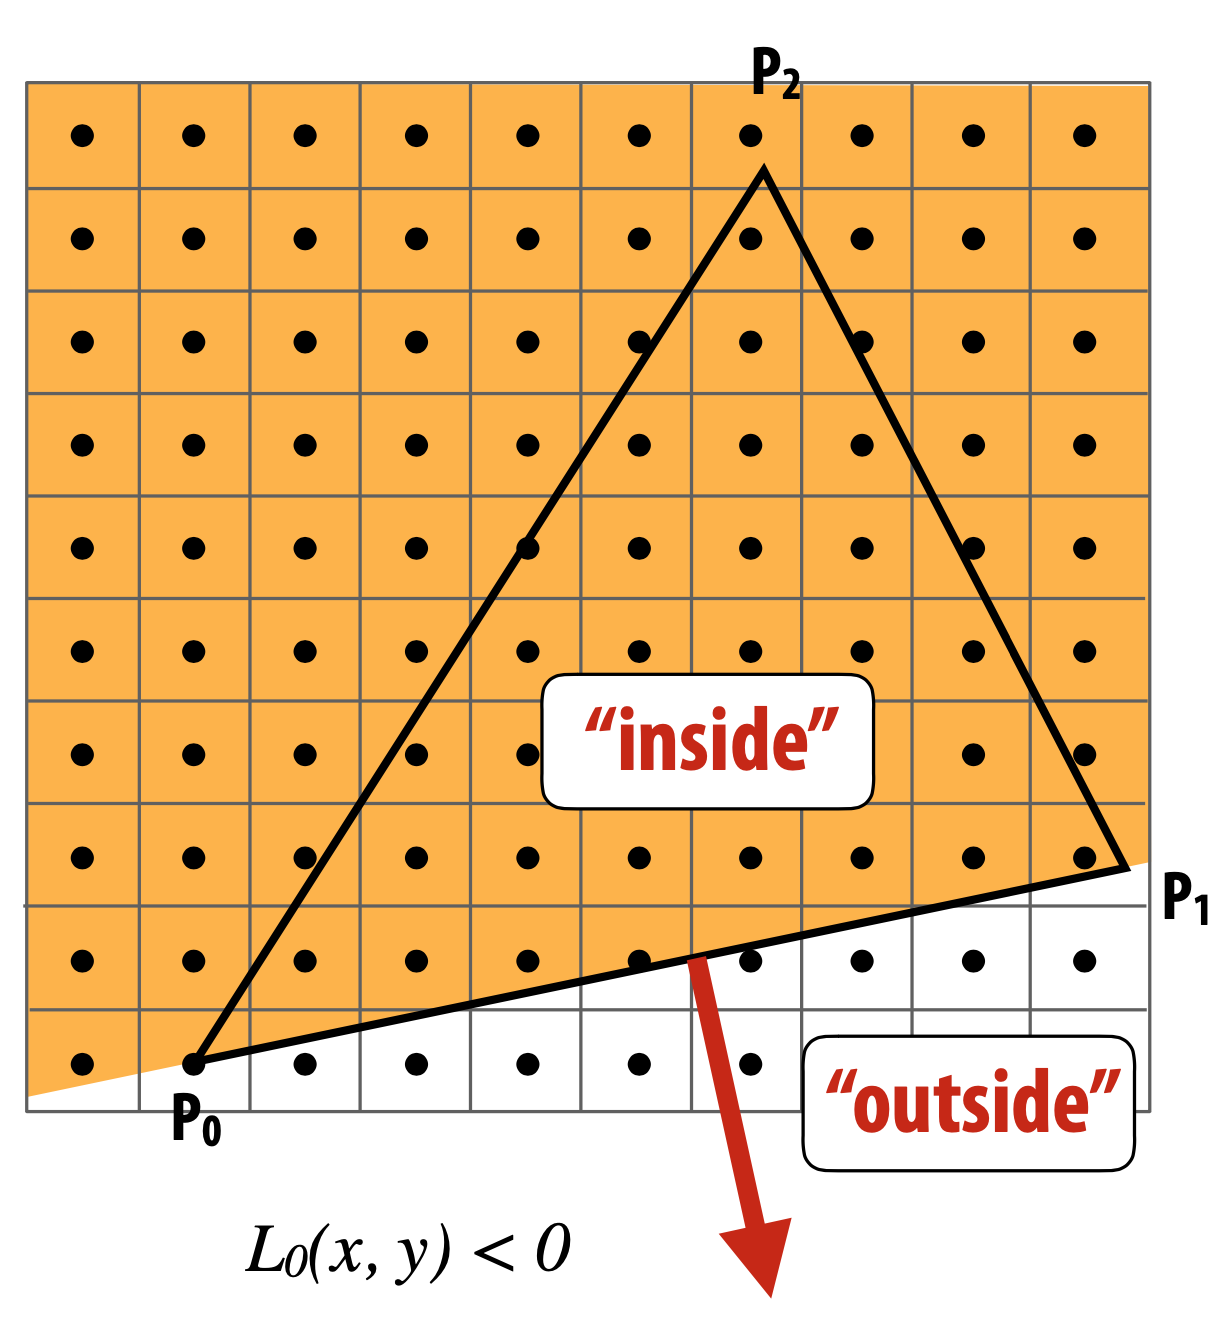 P2
“inside”
P1
“outside”
P0
L0(x, y) < 0